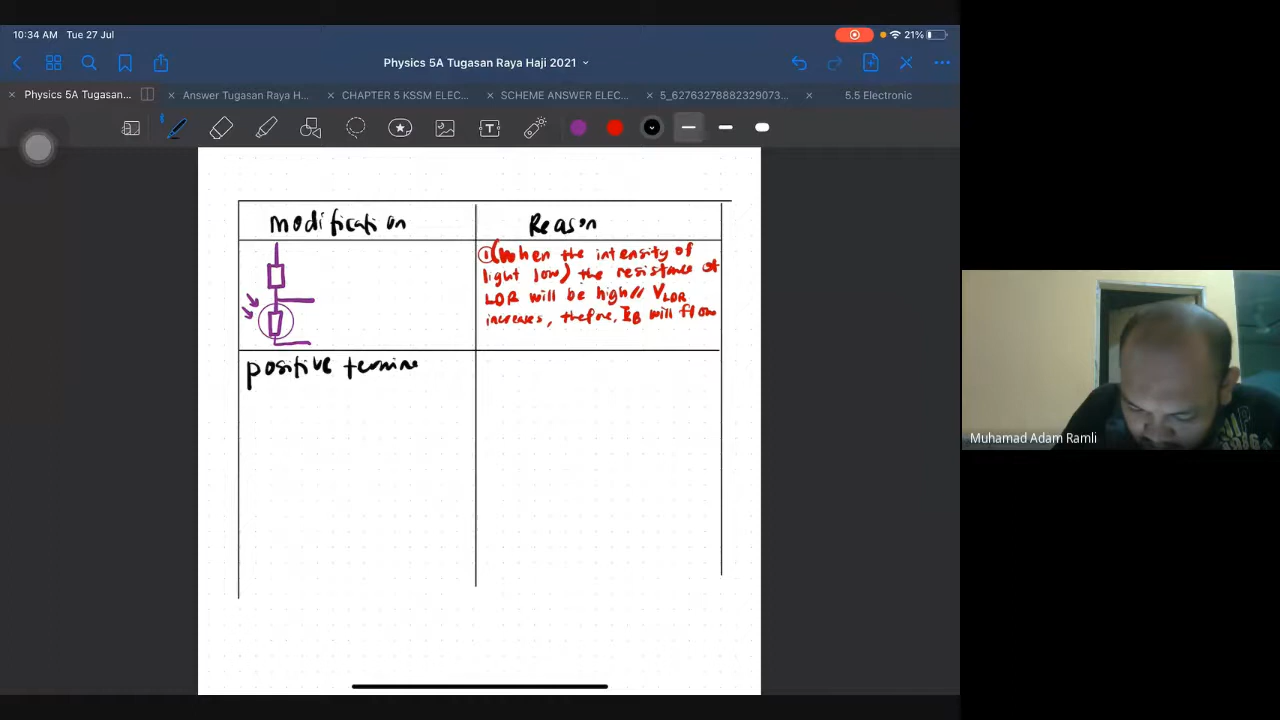 10:34 AM Tue 27 Jul
21%
Physics 5A Tugasan Raya Haji 2021
Physics 5A Tugasan...
Answer Tugasan Raya H...
CHAPTER 5 KSSM ELEC...
SCHEME ANSWER ELEC...
5_62763278882329073...
5.5 Electronic
modification
Reason
① (When the intensity of
light low) the resistance of
LDR will be high // VLDR
increases, therefore, IB will flow
positive termine
Muhamad Adam Ramli